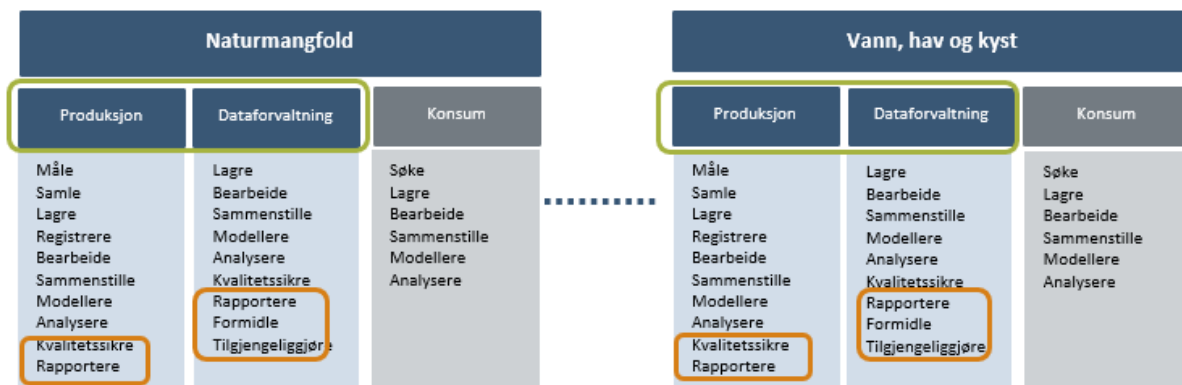 Naturmangfold
Produksjon
Dataforvaltning
Konsum
Måle
Samle
Lagre
Registrere
Bearbeide
Sammenstille
Modellere
Analysere
Kvalitetssikre
Rapportere
Lagre
Bearbeide
Sammenstille
Modellere
Analysere
Kvalitetssikre
Rapportere
Formidle
Tilgjengeliggjøre
Søke
Lagre
Bearbeide
Sammenstille
Modellere
Analysere
Vann, hav og kyst
Produksjon
Dataforvaltning
Konsum
Måle
Samle
Lagre
Registrere
Bearbeide
Sammenstille
Modellere
Analysere
Kvalitetssikre
Rapportere
Lagre
Bearbeide
Sammenstille
Modellere
Analysere
Kvalitetssikre
Rapportere
Formidle
Tilgjengeliggjøre
Søke
Lagre
Bearbeide
Sammenstille
Modellere
Analysere